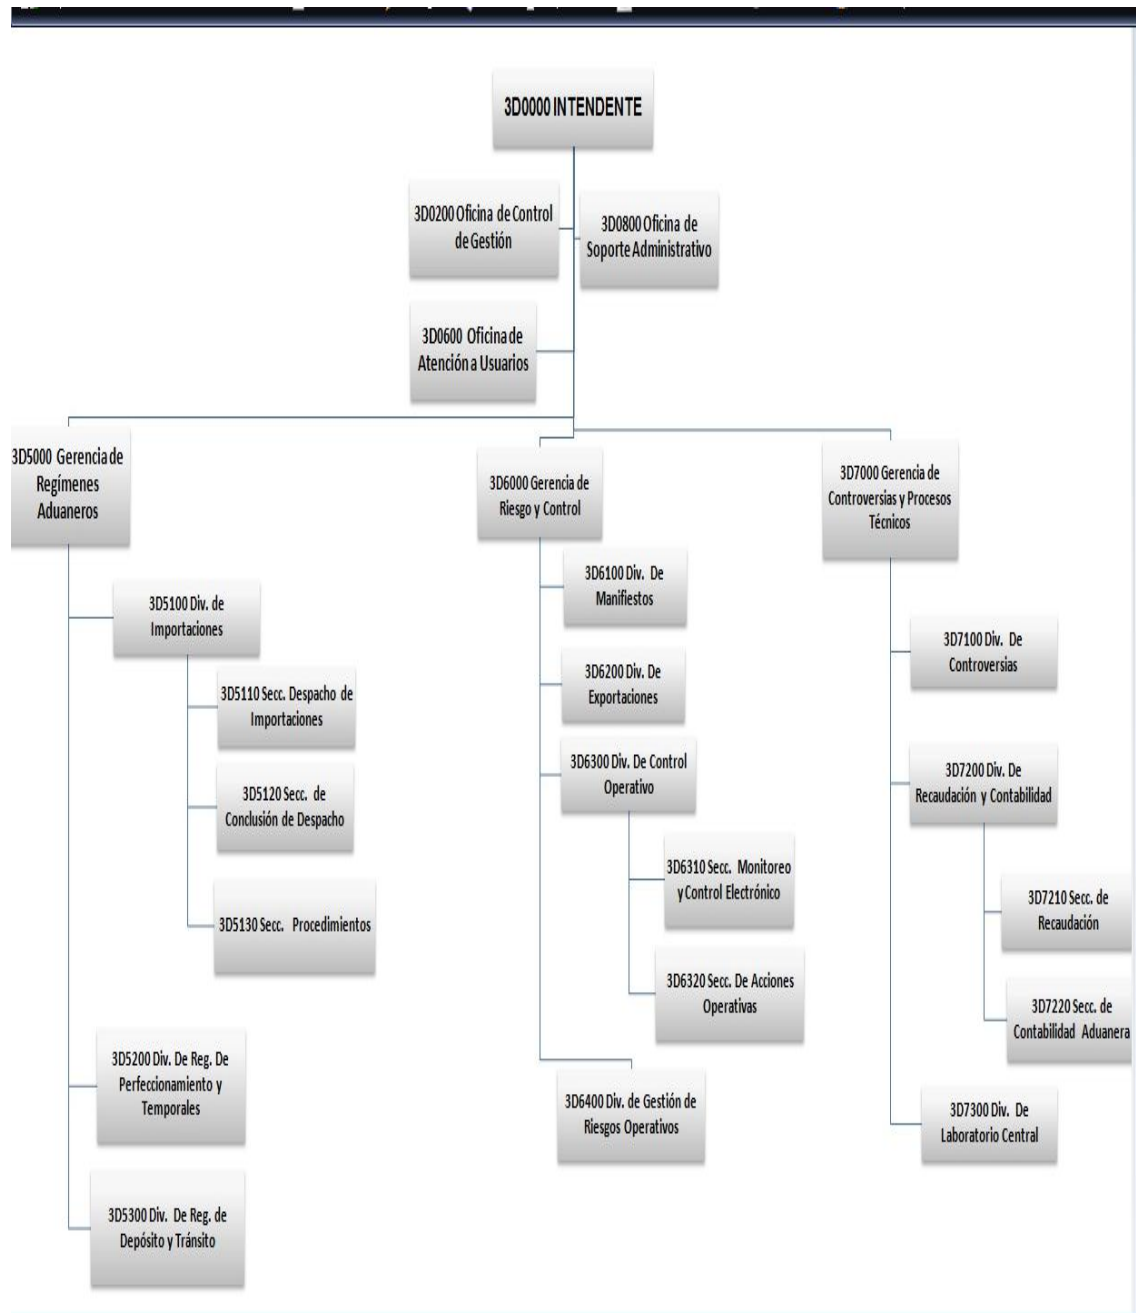 3D0000 INTENDENTE
3D0200 Oficina de Control
de Gestión
3D0800 Oficina de
Soporte Administrativo
3D0600 Oficina de
Atención a Usuarios
3D5000 Gerencia de
Regímenes
Aduaneros
3D5100 Div. de
Importaciones
3D5110 Secc. Despacho de
Importaciones
3D5120 Secc. de
Conclusión de Despacho
3D5130 Secc. Procedimientos
3D5200 Div. De Reg. De
Perfeccionamiento y
Temporales
3D5300 Div. De Reg. de
Depósito y Tránsito
3D6000 Gerencia de
Riesgo y Control
3D6100 Div. De
Manifiestos
3D6200 Div. De
Exportaciones
3D6300 Div. De Control
Operativo
3D6310 Secc. Monitoreo
y Control Electrónico
3D6320 Secc. De Acciones
Operativas
3D6400 Div. de Gestión de
Riesgos Operativos
3D7000 Gerencia de
Controversias y Procesos
Técnicos
3D7100 Div. De
Controversias
3D7200 Div. De
Recaudación y Contabilidad
3D7210 Secc. de
Recaudación
3D7220 Secc. de
Contabilidad Aduanera
3D7300 Div. De
Laboratorio Central